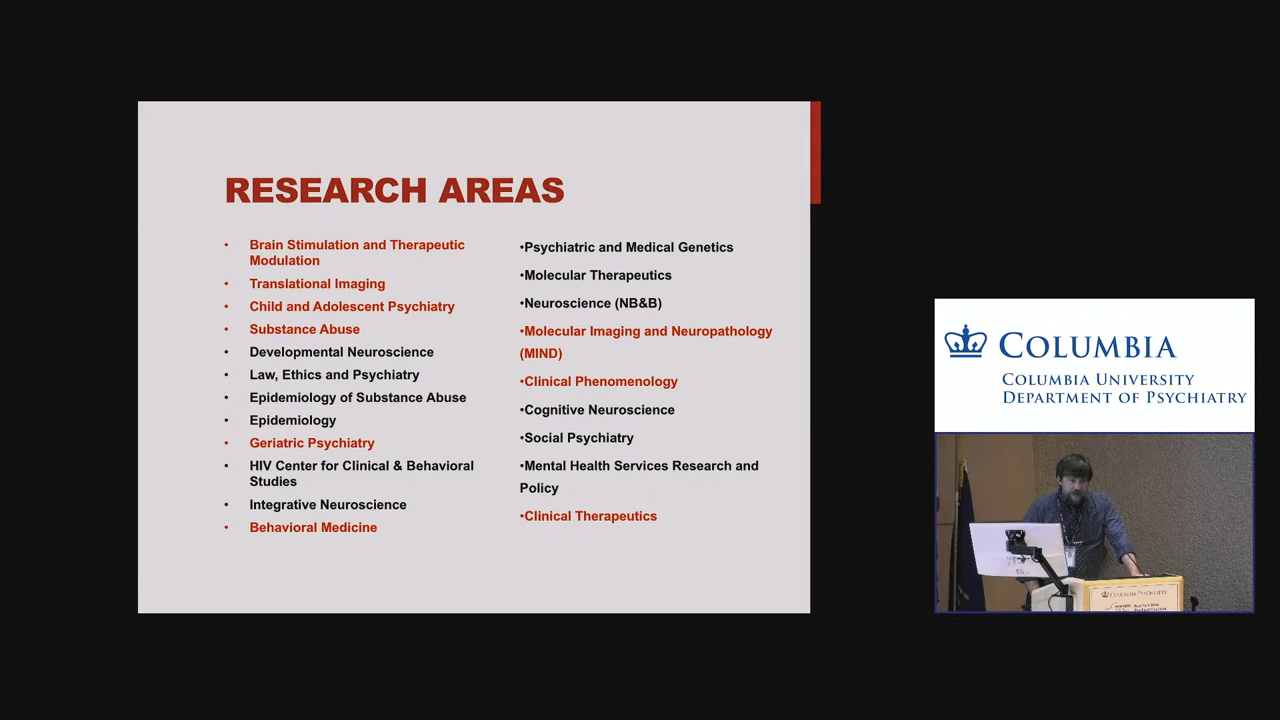 RESEARCH AREAS
• Brain Stimulation and Therapeutic
Modulation
• Translational Imaging
• Child and Adolescent Psychiatry
• Substance Abuse
• Developmental Neuroscience
• Law, Ethics and Psychiatry
• Epidemiology of Substance Abuse
• Epidemiology
• Geriatric Psychiatry
• HIV Center for Clinical & Behavioral
Studies
• Integrative Neuroscience
• Behavioral Medicine
•Psychiatric and Medical Genetics
•Molecular Therapeutics
•Neuroscience (NB&B)
•Molecular Imaging and Neuropathology
(MIND)
•Clinical Phenomenology
•Cognitive Neuroscience
•Social Psychiatry
•Mental Health Services Research and
Policy
•Clinical Therapeutics
COLUMBIA
COLUMBIA UNIVERSITY
DEPARTMENT OF PSYCHIATRY
COLUMBIA PSYCHIATRY